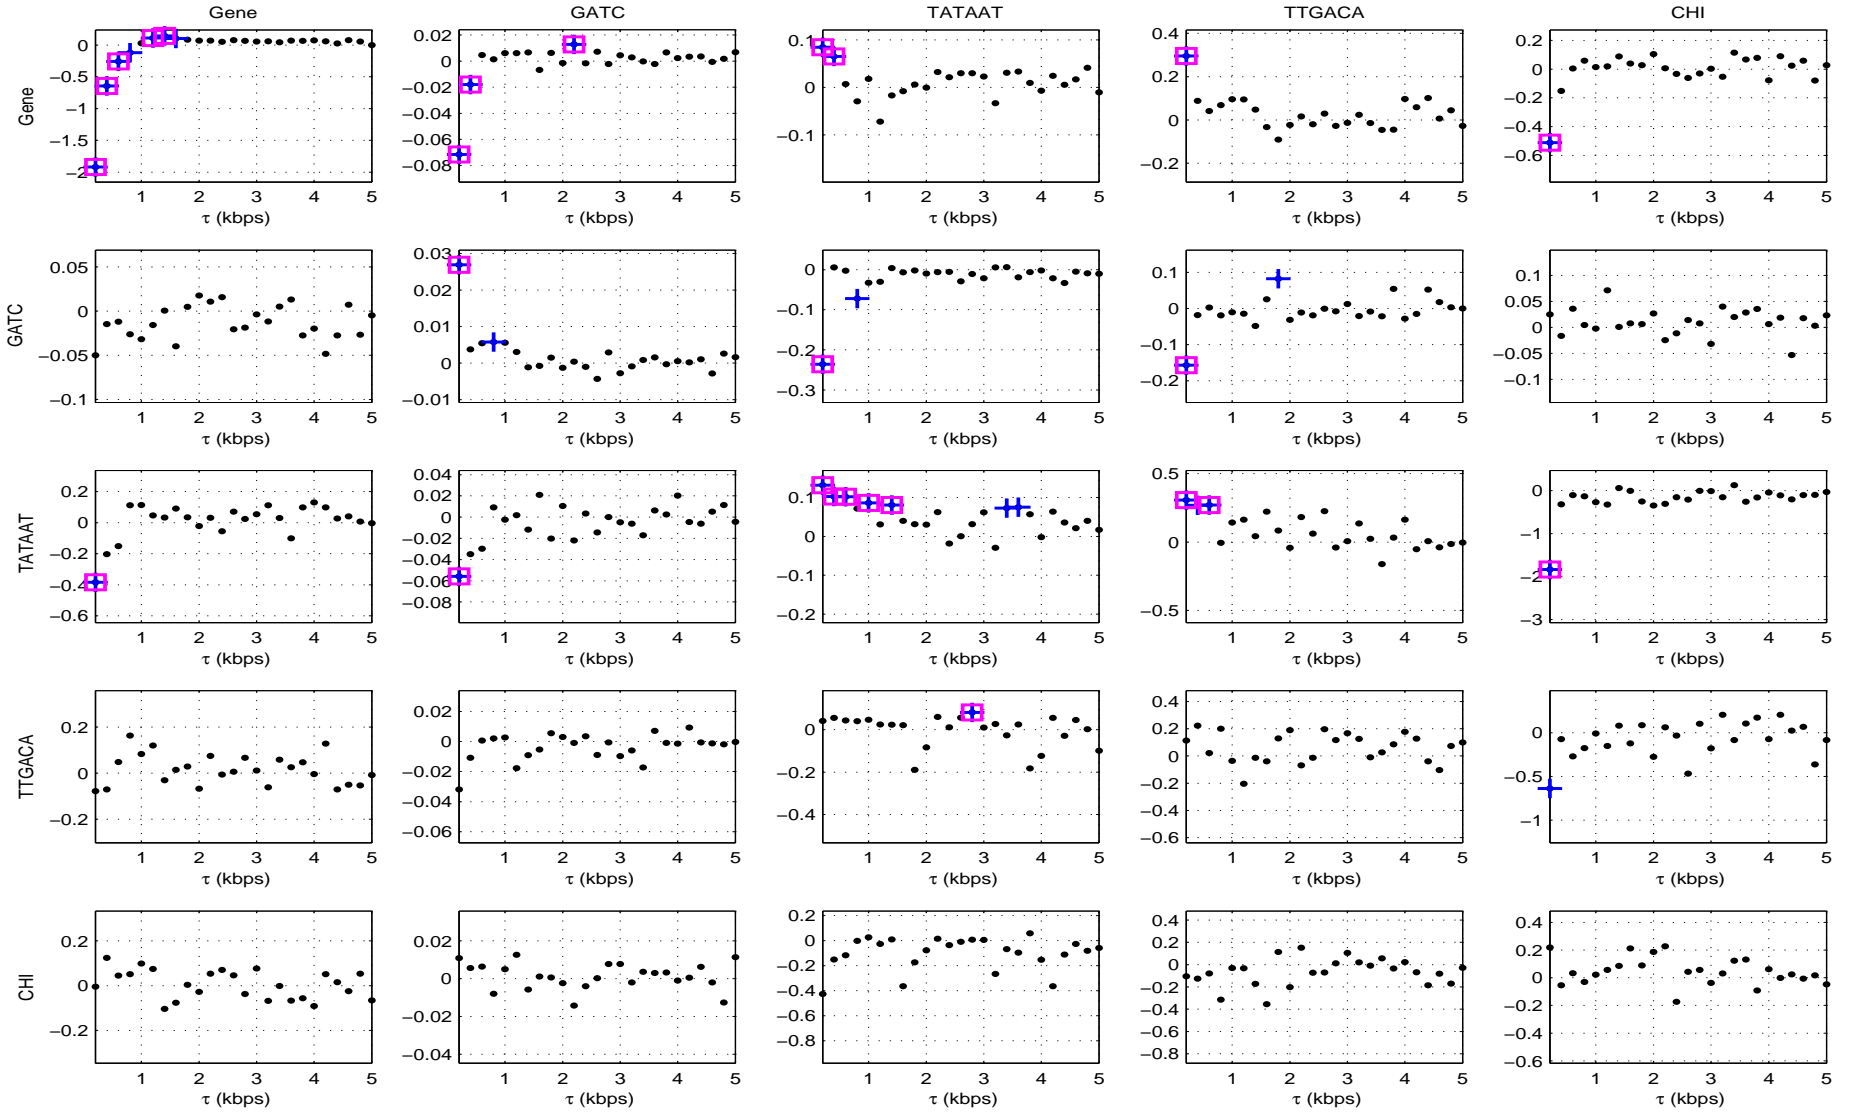 Gene GATC TATAAT TTGACA CHI
Gene
0 −0.5 −1 −1.5 −2
0.02 0 −0.02 −0.04 −0.06 −0.08
0.1 0 −0.1
0.4 0.2 0 −0.2
0.2 0 −0.2 −0.4 −0.6
1 2 3 4 5 1 2 3 4 5 1 2 3 4 5 1 2 3 4 5 1 2 3 4 5
τ (kbps) τ (kbps) τ (kbps) τ (kbps) τ (kbps)
GATC
0.05 0 −0.05 −0.1
0.03 0.02 0.01 0 −0.01
0 −0.1 −0.2 −0.3
0.1 0 −0.1 −0.2
0.1 0.05 0 −0.05 −0.1
1 2 3 4 5 1 2 3 4 5 1 2 3 4 5 1 2 3 4 5 1 2 3 4 5
τ (kbps) τ (kbps) τ (kbps) τ (kbps) τ (kbps)
TATAAT
0.2 0 −0.2 −0.4 −0.6
0.04 0.02 0 −0.02 −0.04 −0.06 −0.08
0.1 0 −0.1 −0.2
0.5 0 −0.5
0 −1 −2 −3
1 2 3 4 5 1 2 3 4 5 1 2 3 4 5 1 2 3 4 5 1 2 3 4 5
τ (kbps) τ (kbps) τ (kbps) τ (kbps) τ (kbps)
TTGACA
0.2 0 −0.2
0.02 0 −0.02 −0.04 −0.06
0 −0.2 −0.4
0.4 0.2 0 −0.2 −0.4 −0.6
0 −0.5 −1
1 2 3 4 5 1 2 3 4 5 1 2 3 4 5 1 2 3 4 5 1 2 3 4 5
τ (kbps) τ (kbps) τ (kbps) τ (kbps) τ (kbps)
CHI
0.2 0 −0.2
0.02 0 −0.02 −0.04
0.2 0 −0.2 −0.4 −0.6 −0.8
0.4 0.2 0 −0.2 −0.4 −0.6 −0.8
0.4 0.2 0 −0.2 −0.4 −0.6
1 2 3 4 5 1 2 3 4 5 1 2 3 4 5 1 2 3 4 5 1 2 3 4 5
τ (kbps) τ (kbps) τ (kbps) τ (kbps) τ (kbps)